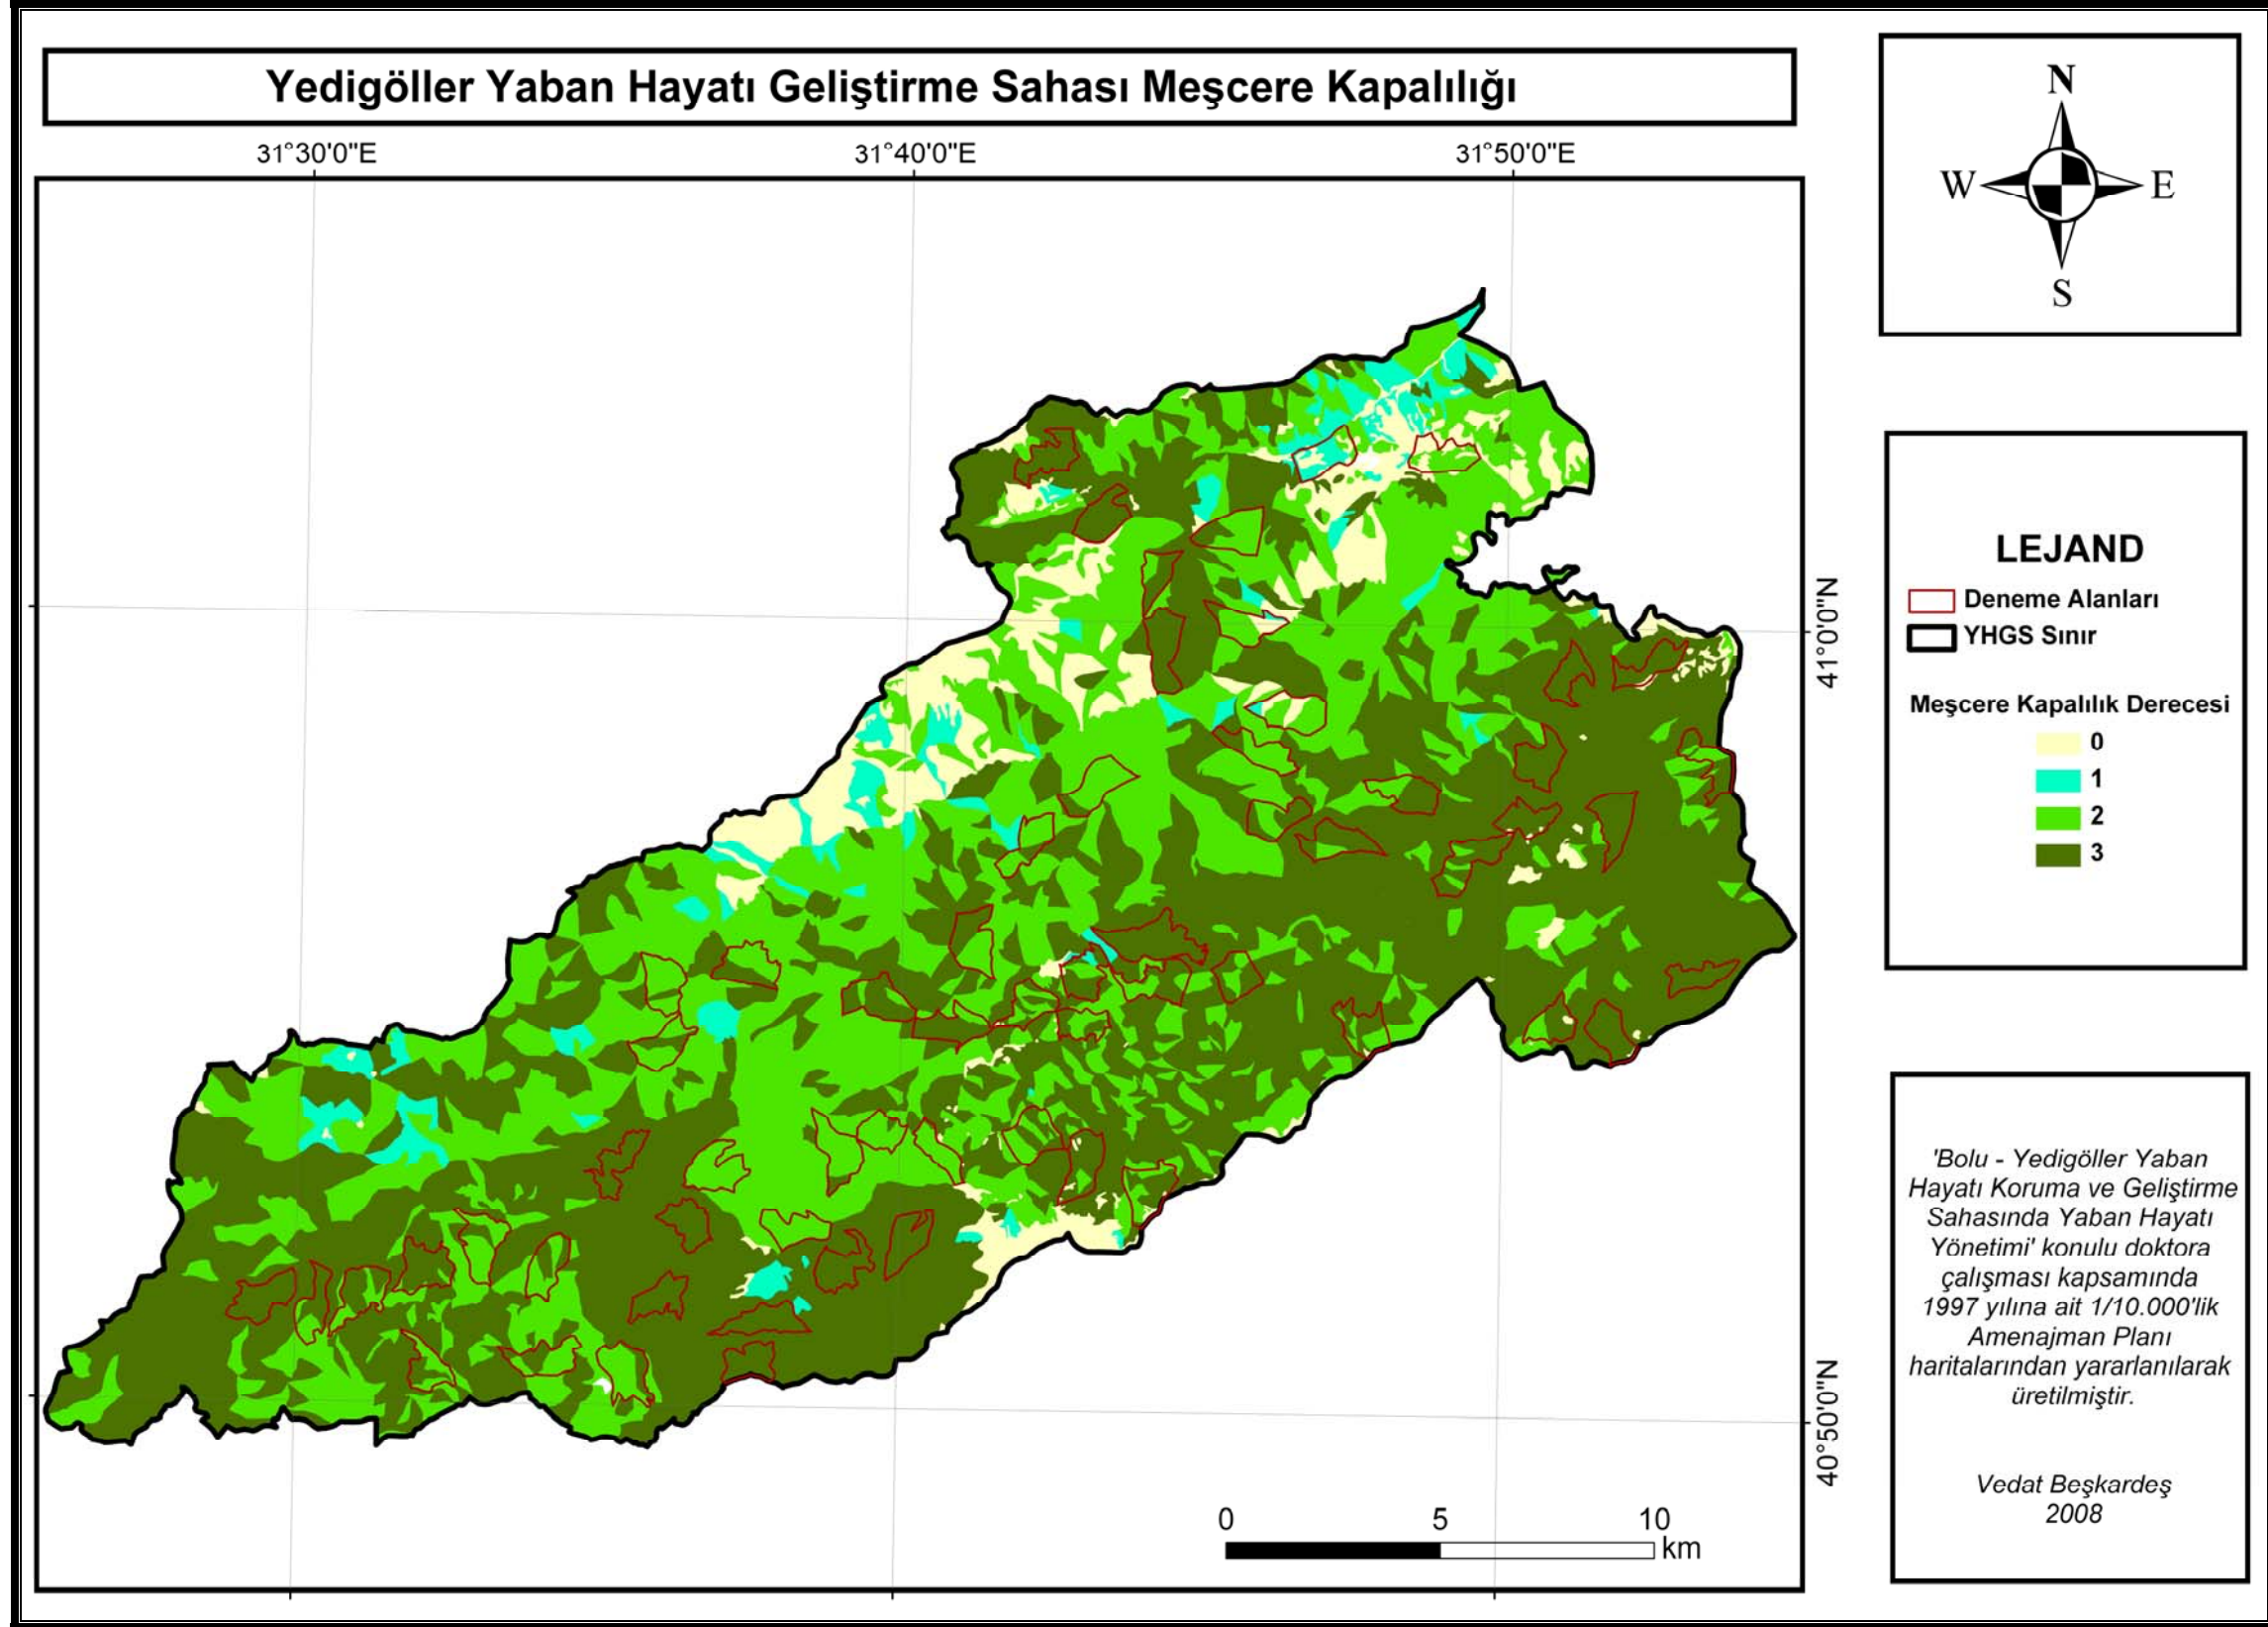 Yedigöller Yaban Hayatı Geliştirme Sahası Meşcere Kapalılığı
31°30'0"E
31°40'0"E
31°50'0"E
41°0'0"N
40°50'0"N
0
5
10
km
N
W
E
S
LEJAND
Deneme Alanları
YHGS Sınır
Meşcere Kapalılık Derecesi
0
1
2
3
'Bolu - Yedigöller Yaban
Hayatı Koruma ve Geliştirme
Sahasında Yaban Hayatı
Yönetimi' konulu doktora
çalışması kapsamında
1997 yılına ait 1/10.000'lik
Amenajman Planı
haritalarından yararlanılarak
üretilmiştir.
Vedat Beşkardeş
2008